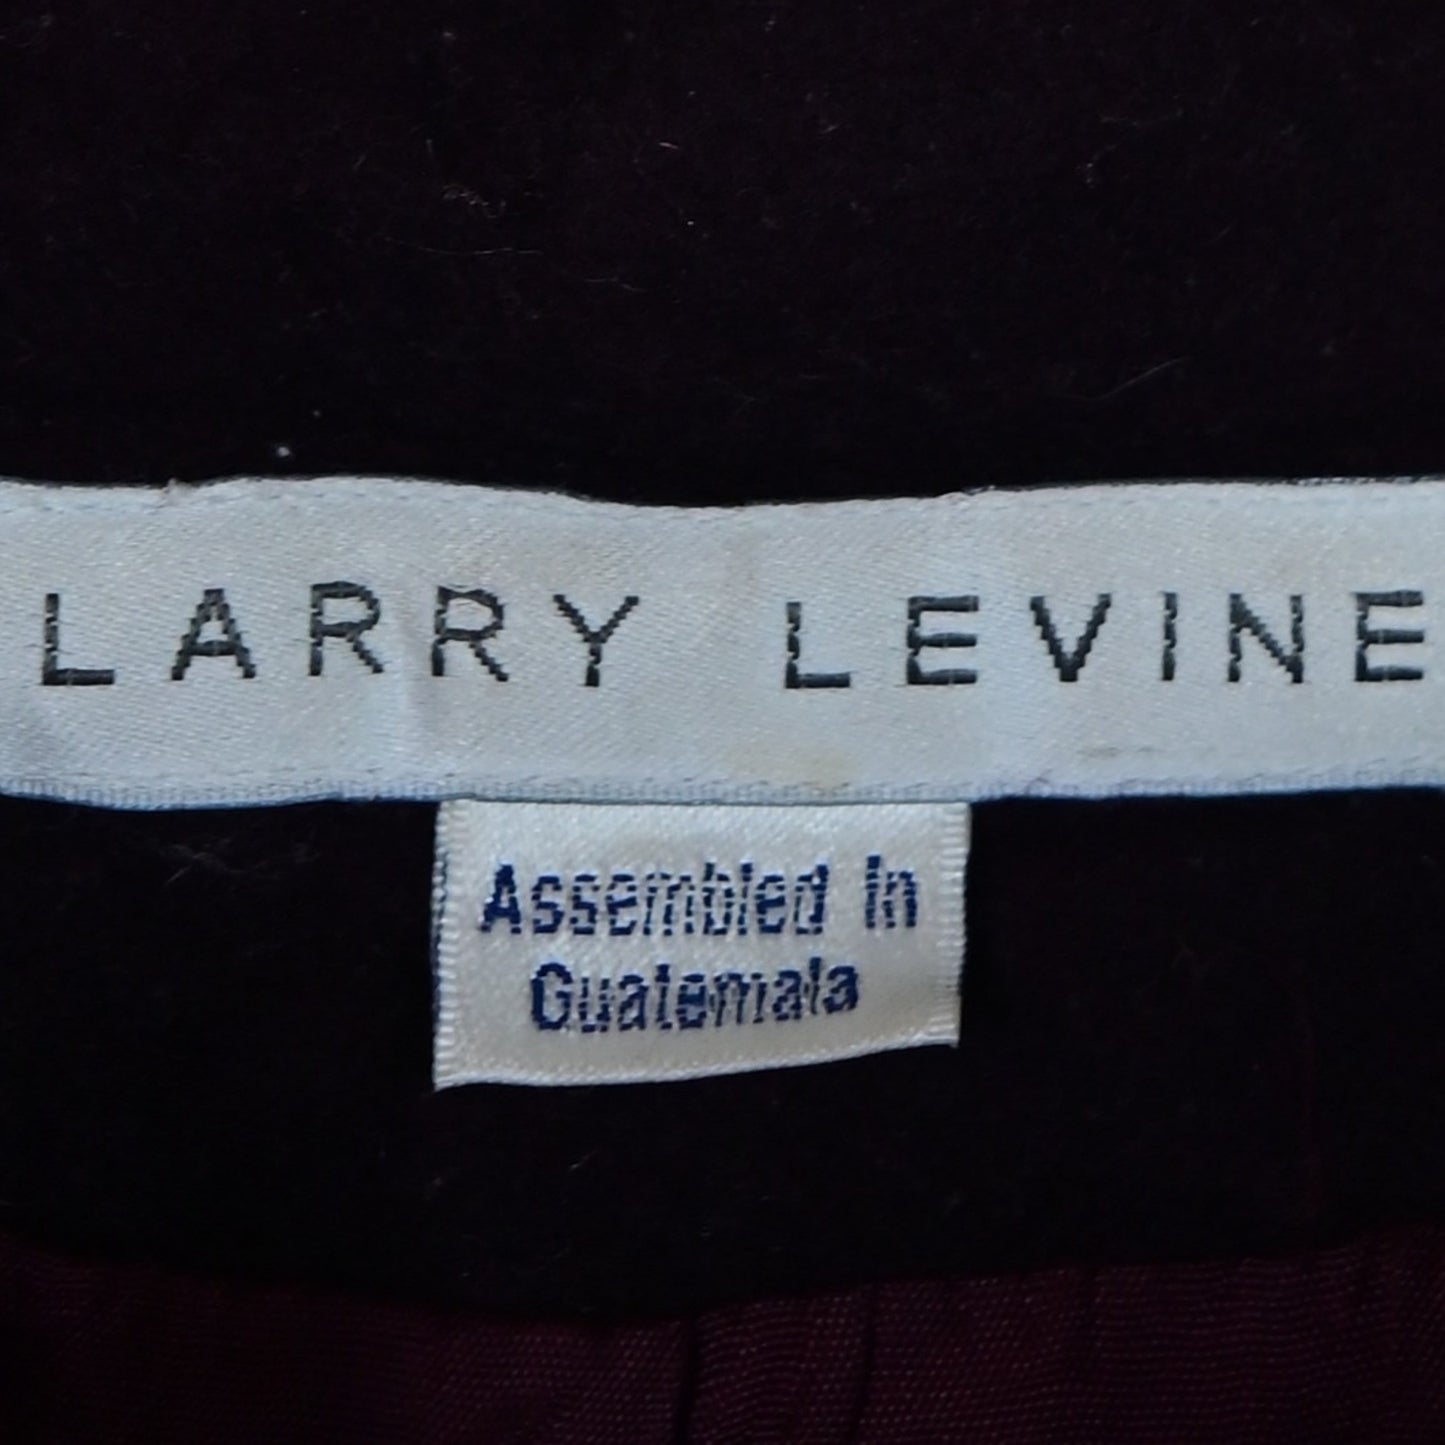 LARRY LEVINE
Assembled In
Guatemala